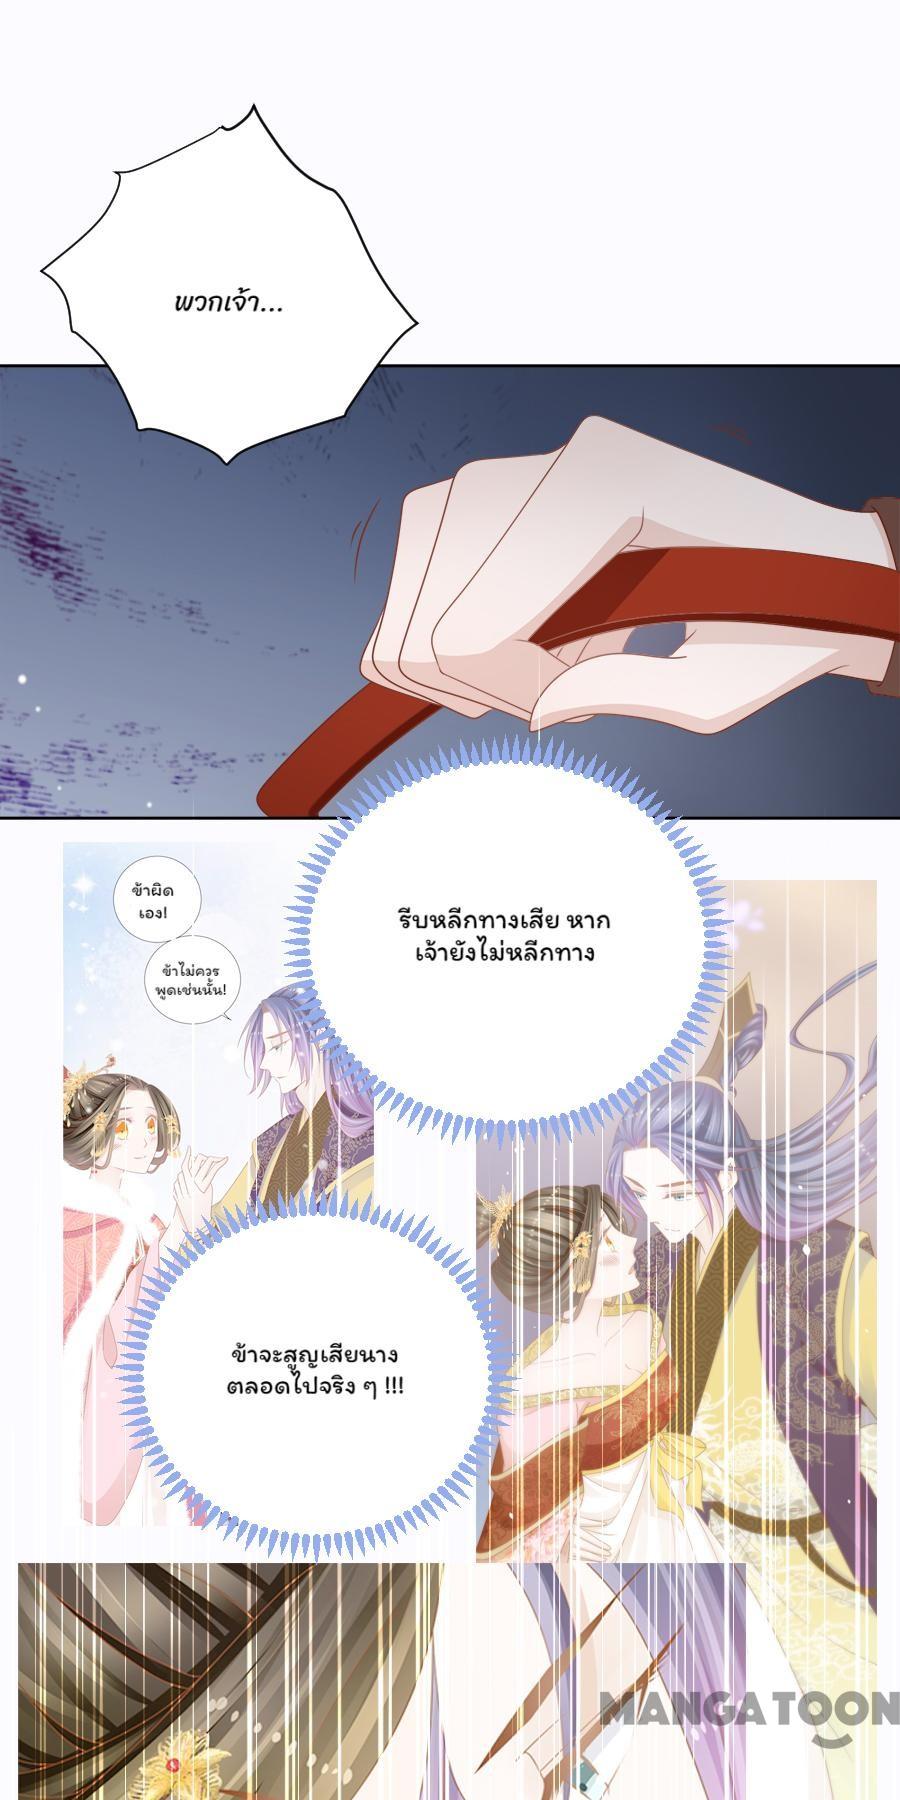 พวกเจ้า...
ข้าผิด
เอง!
ข้าไม่ควร
พูดเช่นนั้น!
รีบหลีกทางเสีย หาก
เจ้ายังไม่หลีกทาง
ข้าจะสูญเสียนาง
ตลอดไปจริง ๆ !!!
MANGATOON